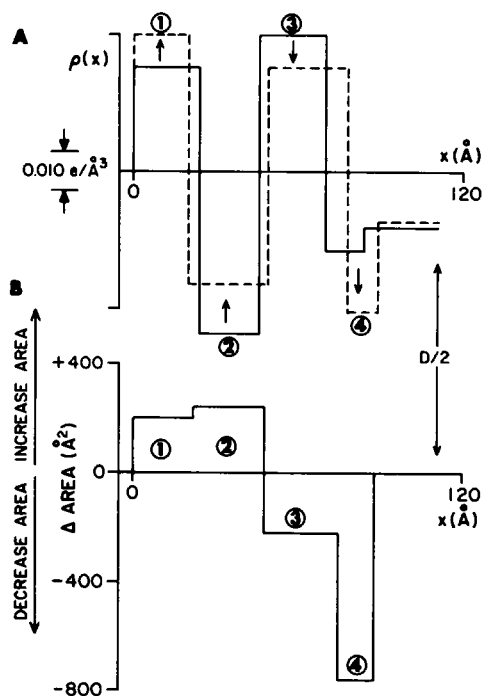 A
①
③
ρ(x)
x(Å)
0.010 e/Å³
0
120
②
④
B
D/2
DECREASE AREA INCREASE AREA
Δ AREA (Å²)
+400
0
-400
-800
①
②
③
④
0
120
x(Å)